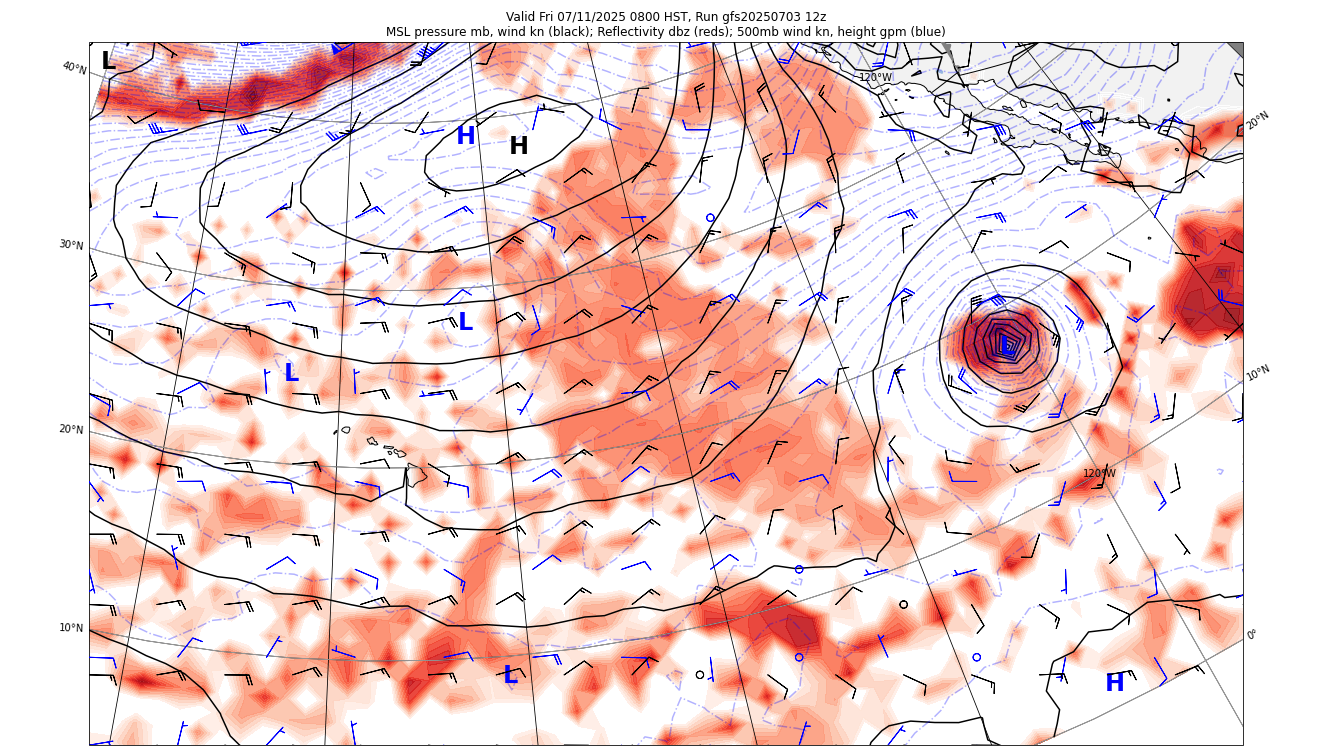 Valid Fri 07/11/2025 0800 HST, Run gfs20250703 12z
MSL pressure mb, wind kn (black); Reflectivity dbz (reds); 500mb wind kn, height gpm (blue)
L
40°N
120°W
20°N
H
H
30°N
L
L
L
10°N
20°N
120°W
10°N
0°
L
H